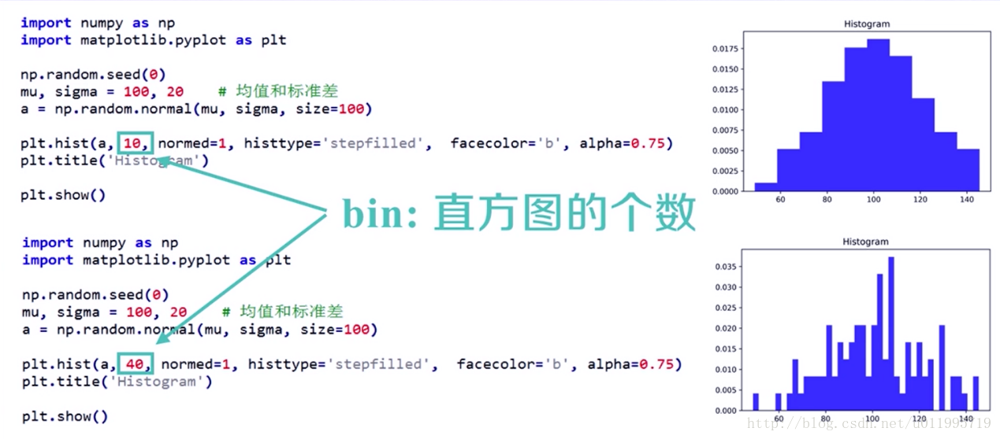 import numpy as np
import matplotlib.pyplot as plt
np.random.seed(0)
mu, sigma = 100, 20    # 均值和标准差
a = np.random.normal(mu, sigma, size=100)
plt.hist(a, 10, normed=1, histtype='stepfilled',  facecolor='b', alpha=0.75)
plt.title('Histogram')
plt.show()
Histogram
0.0175
0.0150
0.0125
0.0100
0.0075
0.0050
0.0025
0.0000
60 80 100 120 140
bin: 直方图的个数
import numpy as np
import matplotlib.pyplot as plt
np.random.seed(0)
mu, sigma = 100, 20    # 均值和标准差
a = np.random.normal(mu, sigma, size=100)
plt.hist(a, 40, normed=1, histtype='stepfilled',  facecolor='b', alpha=0.75)
plt.title('Histogram')
plt.show()
Histogram
0.035
0.030
0.025
0.020
0.015
0.010
0.005
0.000
60 80 100 120 140
http://blog.csdn.net/u011995719